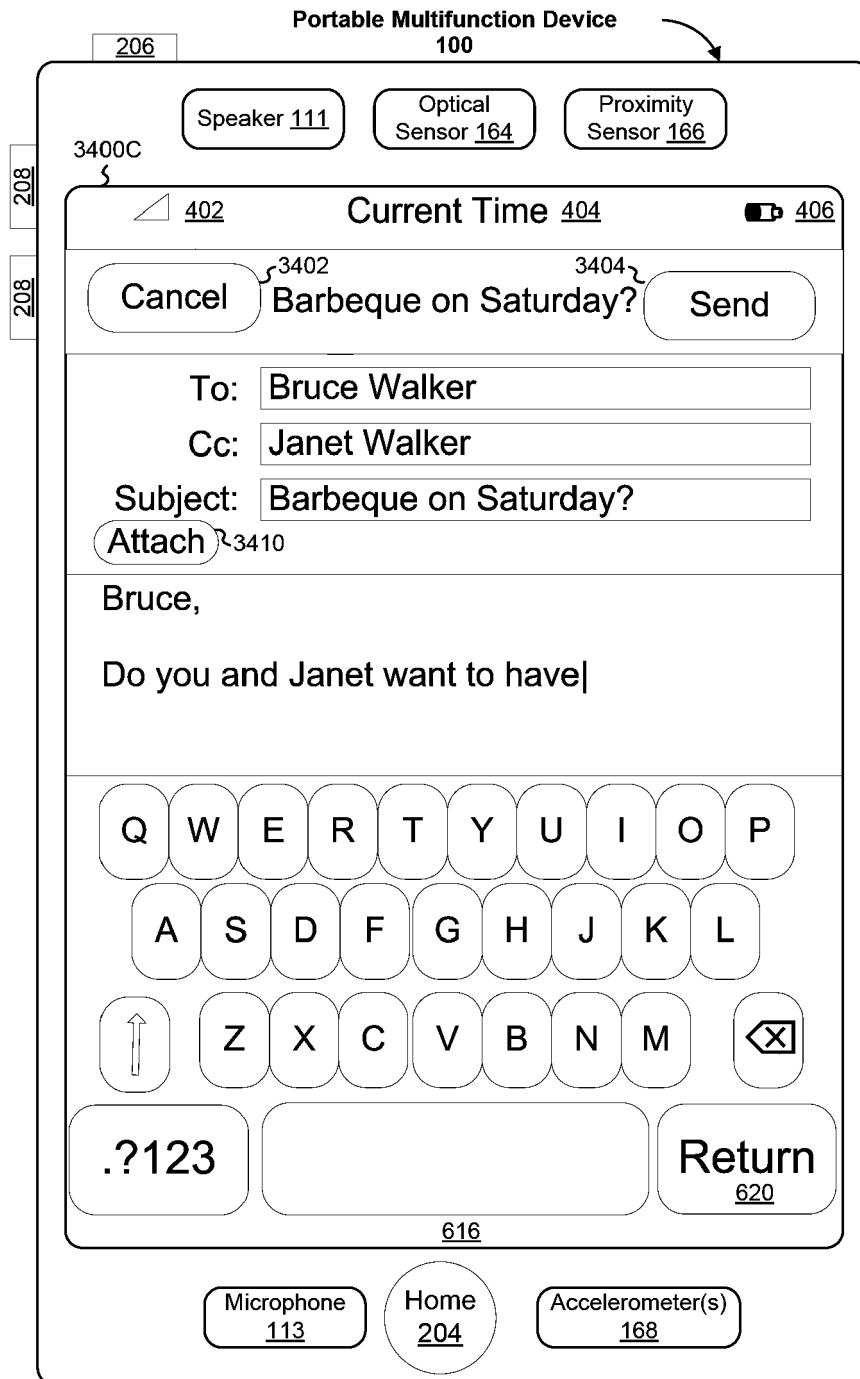 Portable Multifunction Device
100
206
Speaker 111
Optical
Sensor 164
Proximity
Sensor 166
3400C
208
208
402
Current Time 404
406
Cancel
3402
Barbeque on Saturday?
3404
Send
To:
Bruce Walker
Cc:
Janet Walker
Subject:
Barbeque on Saturday?
Attach
3410
Bruce,
Do you and Janet want to have
Q W E R T Y U I O P
A S D F G H J K L
Z X C V B N M
.?123
Return
620
616
Microphone
113
Home
204
Accelerometer(s)
168